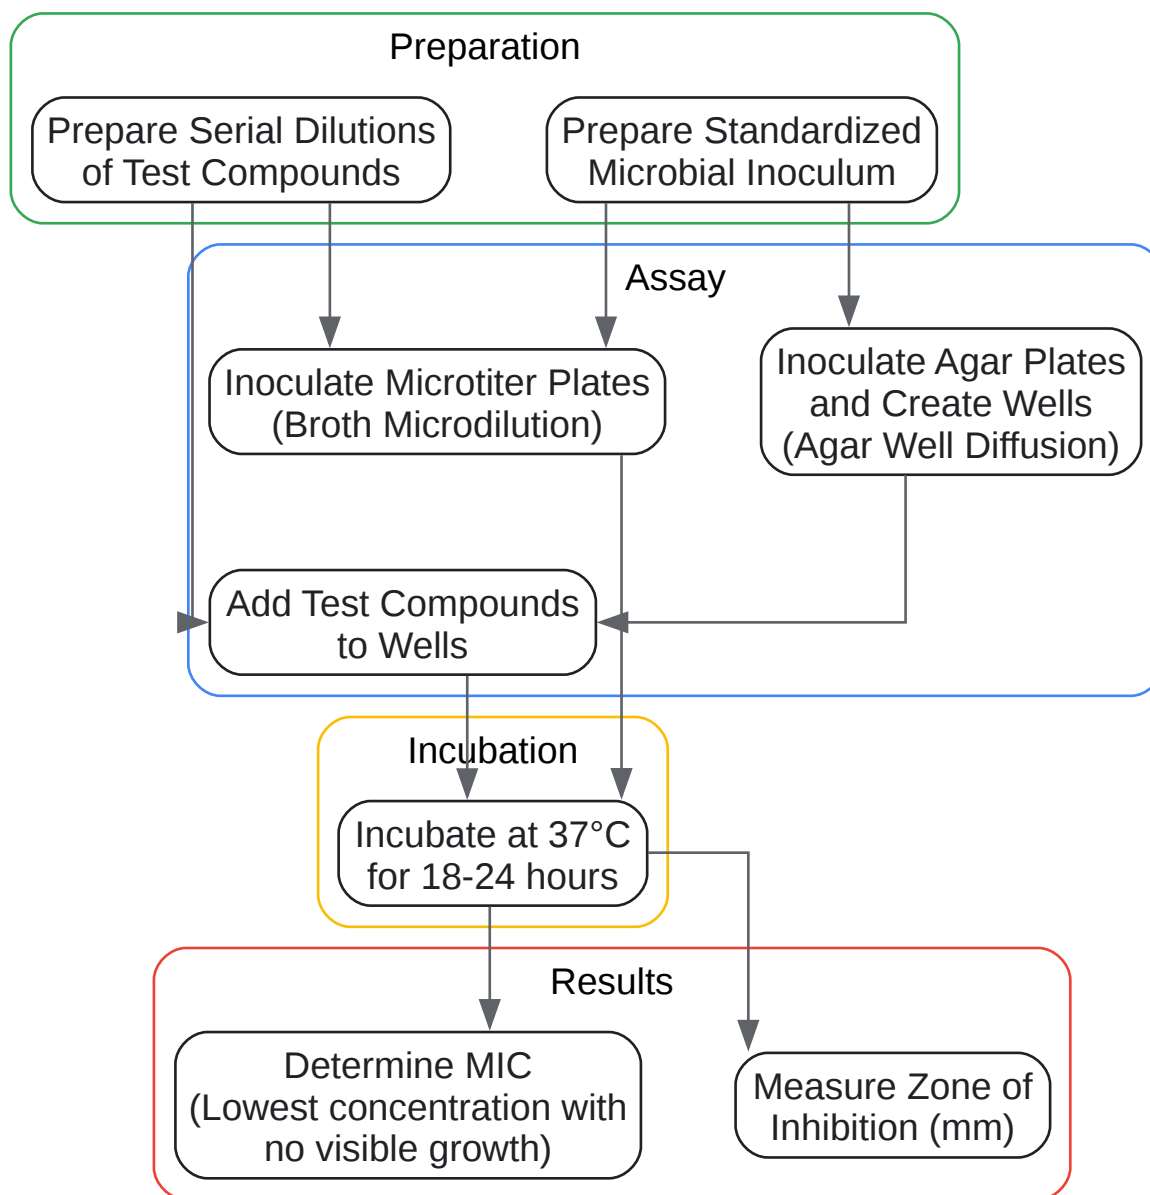 Preparation
Prepare Serial Dilutions
of Test Compounds
Prepare Standardized
Microbial Inoculum
Assay
Inoculate Microtiter Plates
(Broth Microdilution)
Inoculate Agar Plates
and Create Wells
(Agar Well Diffusion)
Add Test Compounds
to Wells
Incubation
Incubate at 37°C
for 18-24 hours
Results
Determine MIC
(Lowest concentration with
no visible growth)
Measure Zone of
Inhibition (mm)